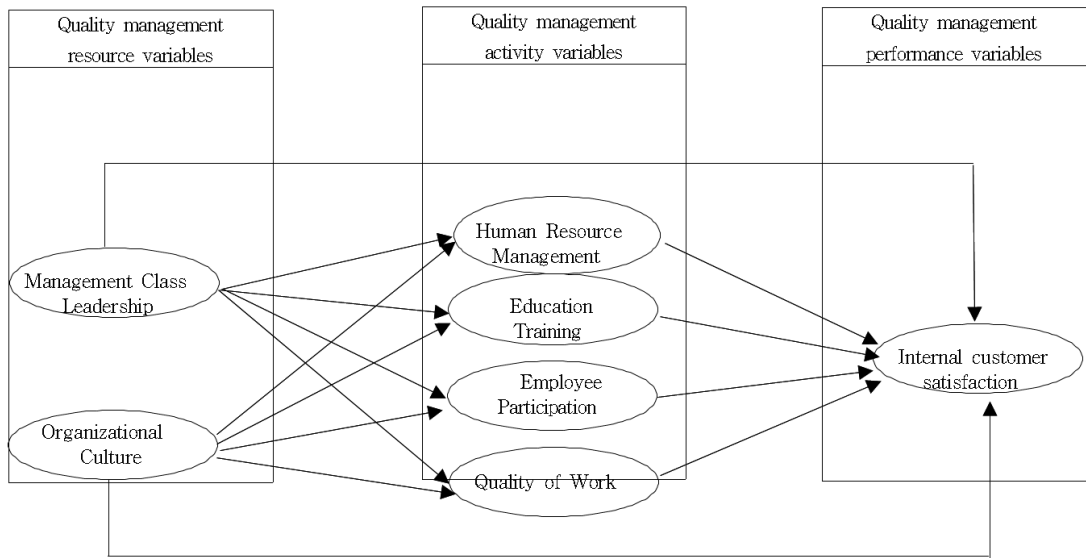 Quality management
resource variables
Quality management
activity variables
Quality management
performance variables
Management Class
Leadership
Organizational
Culture
Human Resource
Management
Education
Training
Employee
Participation
Quality of Work
Internal customer
satisfaction